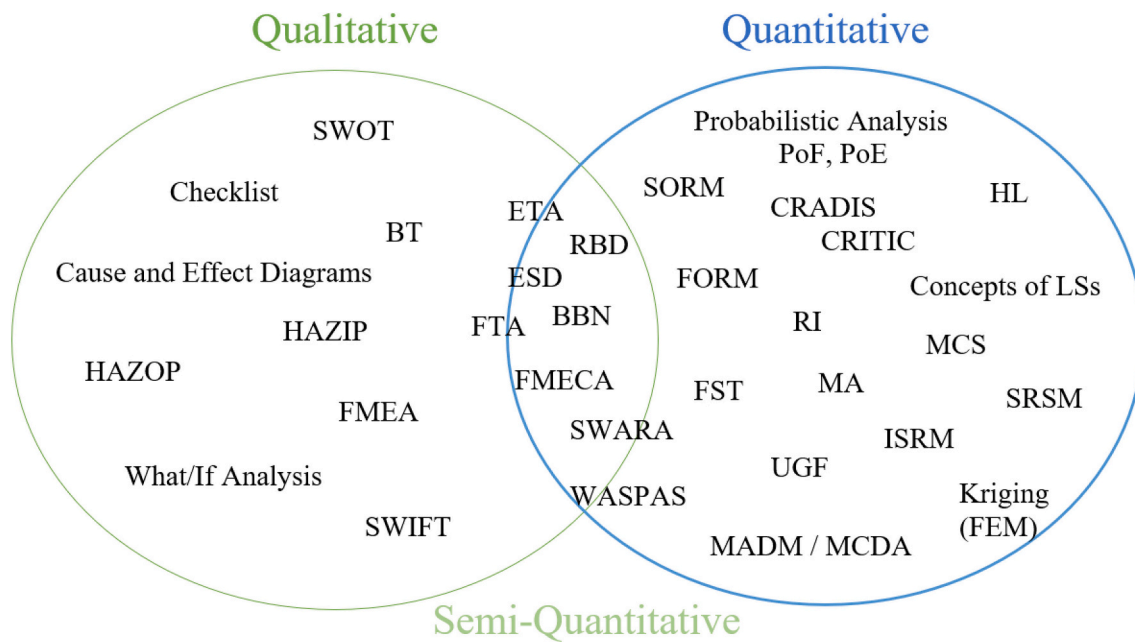 Qualitative
Quantitative
SWOT
Checklist
BT
Cause and Effect Diagrams
HAZIP
HAZOP
FMEA
What/If Analysis
SWIFT
ETA
RBD
ESD
BBN
FTA
FMECA
SWARA
WASPAS
Probabilistic Analysis
PoF, PoE
SORM
HL
CRADIS
CRITIC
FORM
Concepts of LSs
RI
MCS
FST
MA
SRSM
ISRM
UGF
Kriging
(FEM)
MADM / MCDA
Semi-Quantitative